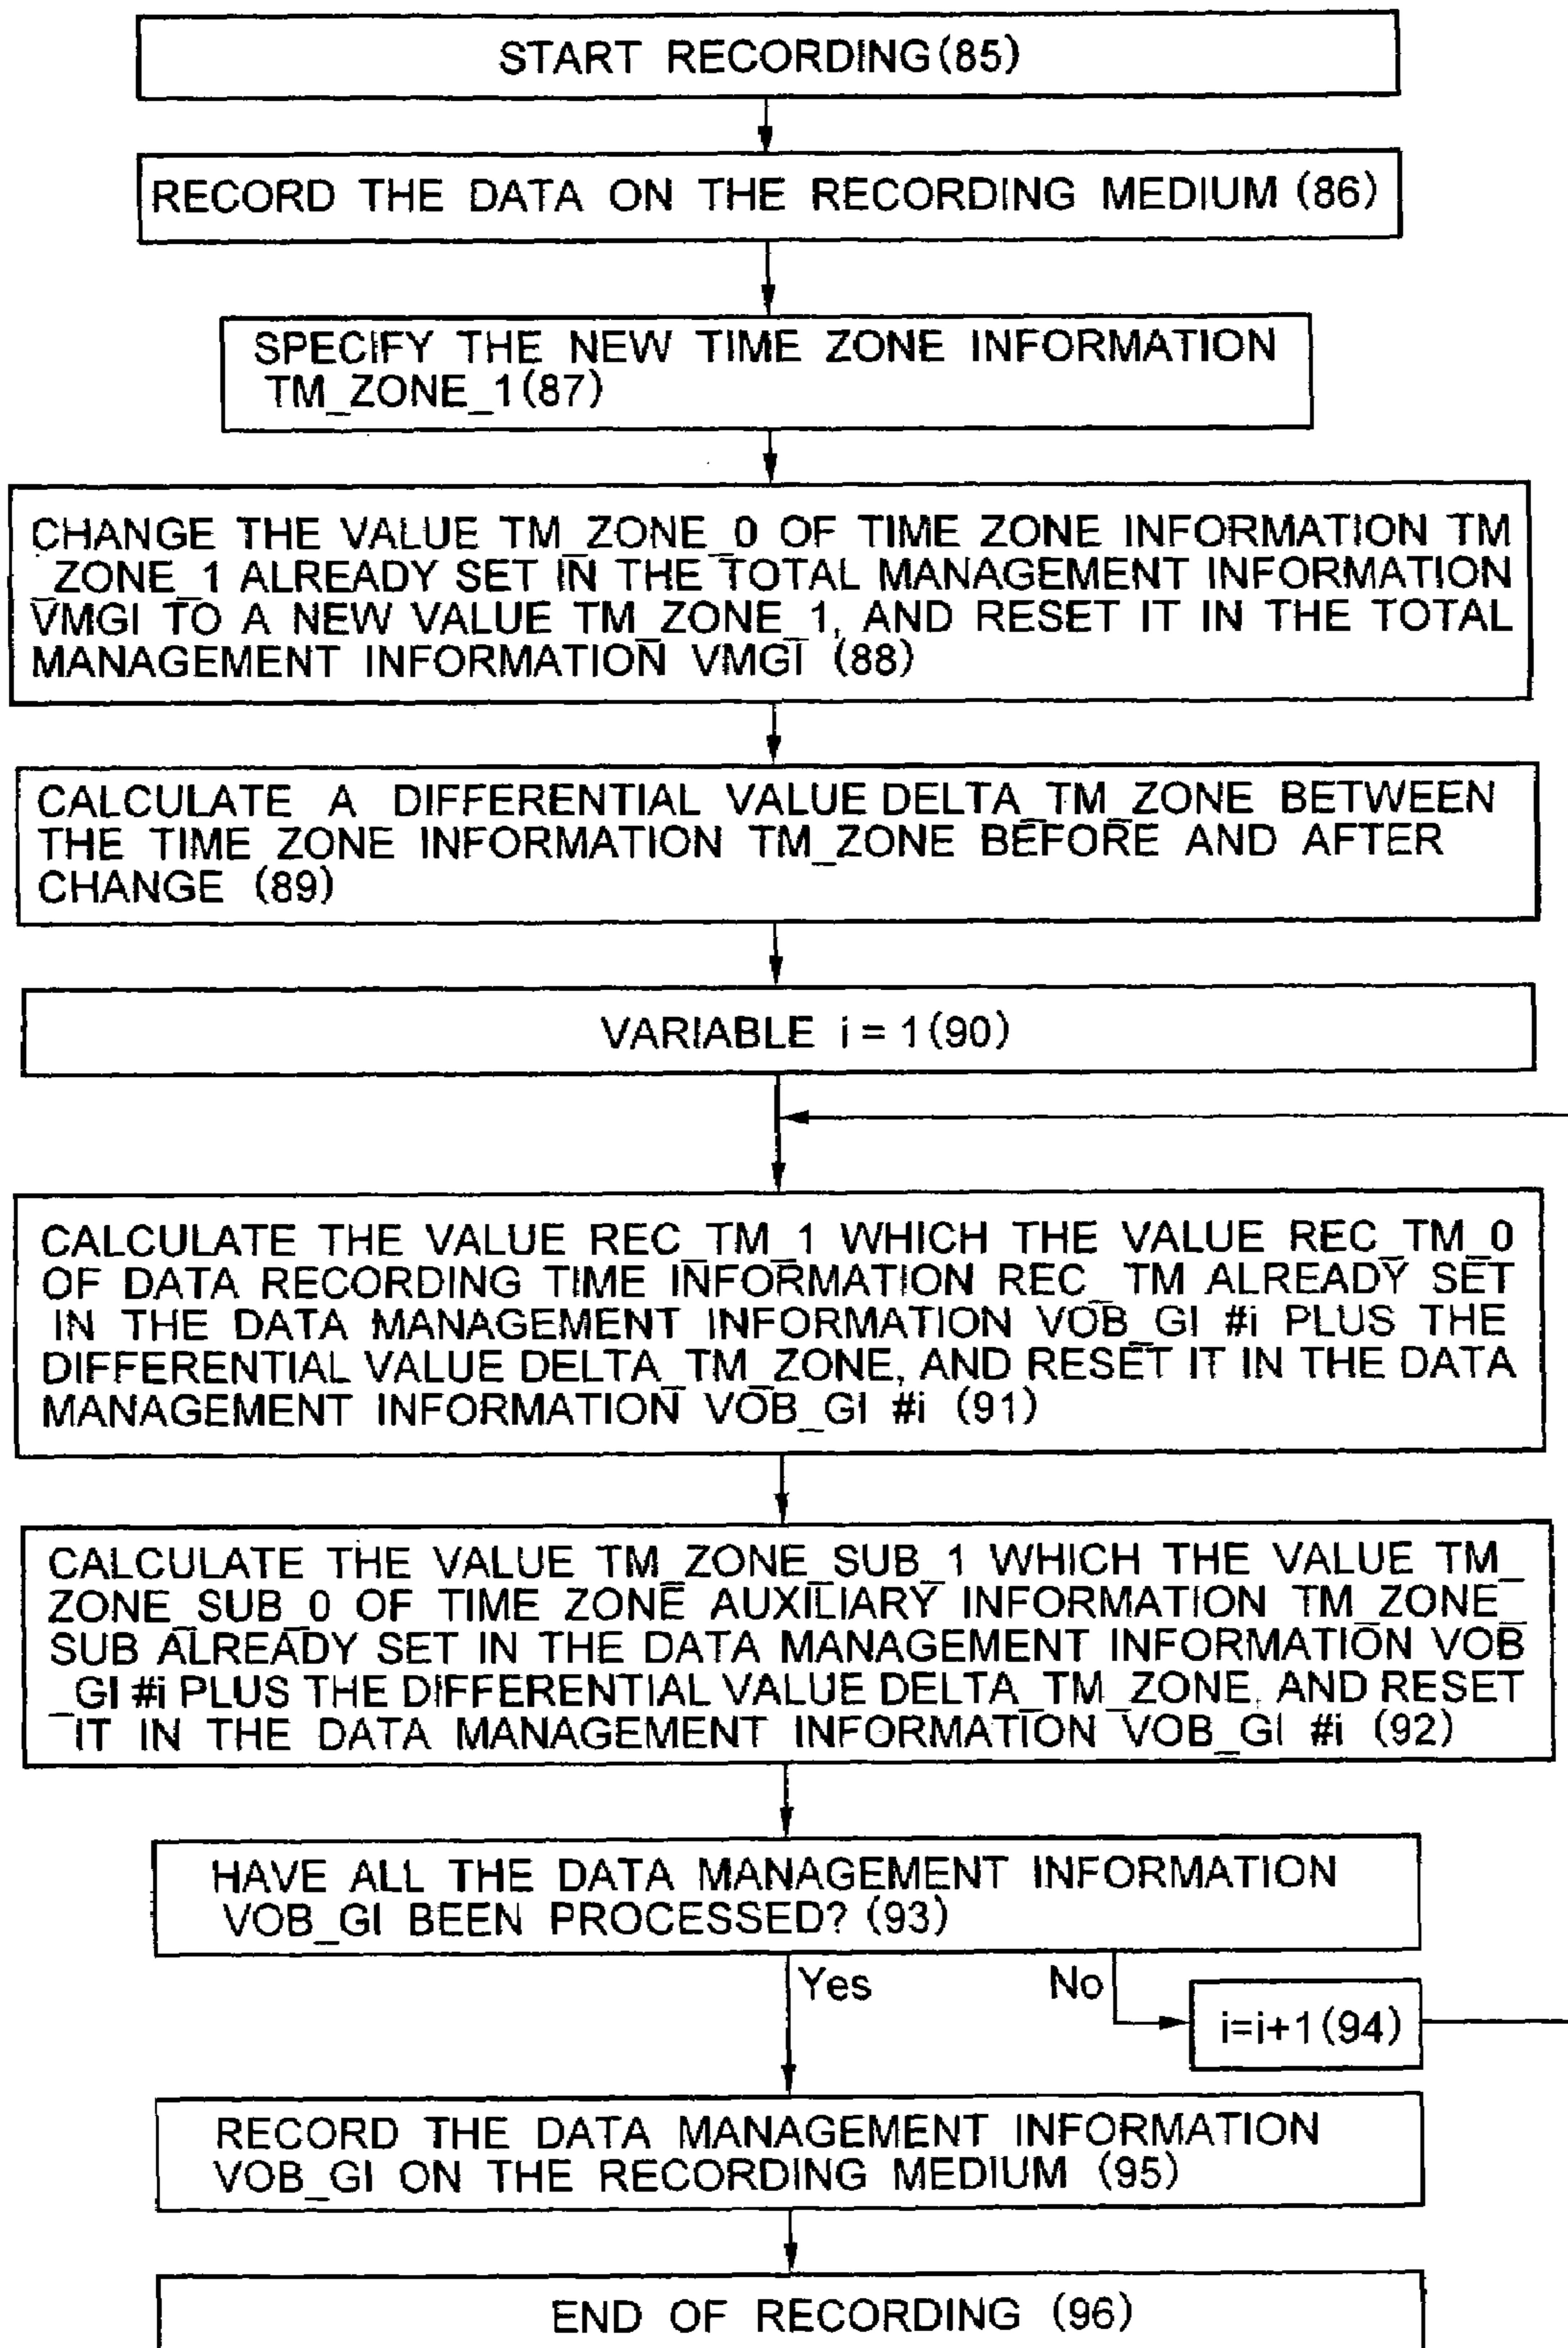 START RECORDING(85)
RECORD THE DATA ON THE RECORDING MEDIUM (86)
SPECIFY THE NEW TIME ZONE INFORMATION
TM_ZONE_1(87)
CHANGE THE VALUE TM_ZONE_0 OF TIME ZONE INFORMATION TM
_ZONE_1 ALREADY SET IN THE TOTAL MANAGEMENT INFORMATION
VMGI TO A NEW VALUE TM_ZONE_1, AND RESET IT IN THE TOTAL
MANAGEMENT INFORMATION VMGI (88)
CALCULATE A DIFFERENTIAL VALUE DELTA_TM_ZONE BETWEEN
THE TIME ZONE INFORMATION TM_ZONE BEFORE AND AFTER
CHANGE (89)
VARIABLE i = 1(90)
CALCULATE THE VALUE REC_TM_1 WHICH THE VALUE REC_TM_0
OF DATA RECORDING TIME INFORMATION REC_TM ALREADY SET
IN THE DATA MANAGEMENT INFORMATION VOB_GI #i PLUS THE
DIFFERENTIAL VALUE DELTA_TM_ZONE, AND RESET IT IN THE DATA
MANAGEMENT INFORMATION VOB_GI #i (91)
CALCULATE THE VALUE TM_ZONE_SUB_1 WHICH THE VALUE TM_
ZONE_SUB_0 OF TIME ZONE AUXILIARY INFORMATION TM_ZONE_
SUB ALREADY SET IN THE DATA MANAGEMENT INFORMATION VOB
_GI #i PLUS THE DIFFERENTIAL VALUE DELTA_TM_ZONE, AND RESET
IT IN THE DATA MANAGEMENT INFORMATION VOB_GI #i (92)
HAVE ALL THE DATA MANAGEMENT INFORMATION
VOB_GI BEEN PROCESSED? (93)
Yes
No
i=i+1(94)
RECORD THE DATA MANAGEMENT INFORMATION
VOB_GI ON THE RECORDING MEDIUM (95)
END OF RECORDING (96)